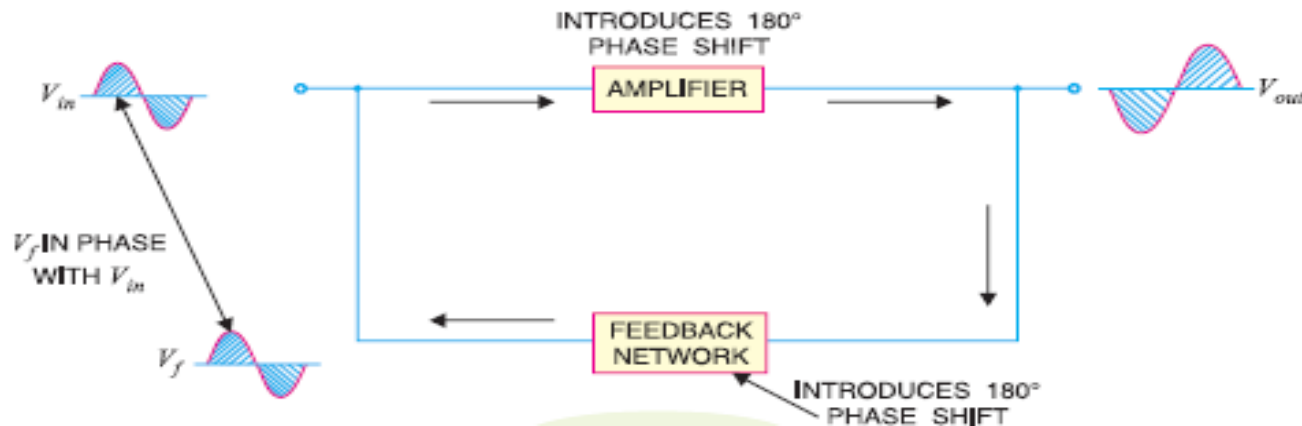 INTRODUCES 180°
PHASE SHIFT
AMPLIFIER
V_in
V_out
V_f IN PHASE
WITH V_in
V_f
FEEDBACK
NETWORK
INTRODUCES 180°
PHASE SHIFT